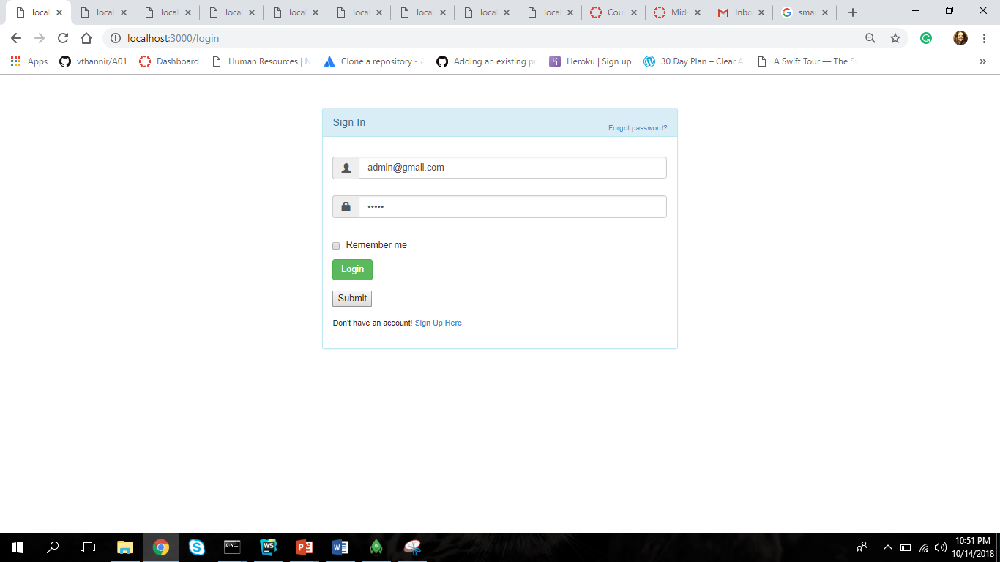 local local local local local local local local local Cou Mid Inbo sma
localhost:3000/login
Apps vthannir/A01 Dashboard Human Resources | N Clone a repository - Adding an existing pr Heroku | Sign up 30 Day Plan – Clear A A Swift Tour — The S »
Sign In
Forgot password?
admin@gmail.com
•••••
Remember me
Login
Submit
Don't have an account! Sign Up Here
10:51 PM
10/14/2018